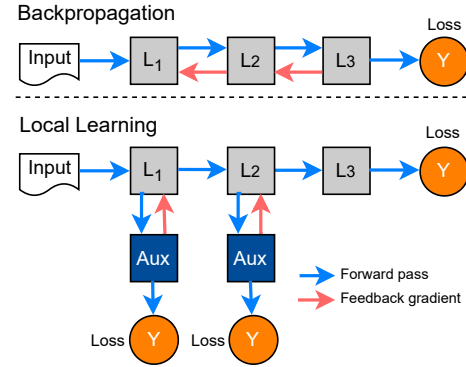 Backpropagation
Loss
Input
L1
L2
L3
Y
Local Learning
Loss
Input
L1
L2
L3
Y
Aux
Aux
Forward pass
Feedback gradient
Loss
Y
Loss
Y